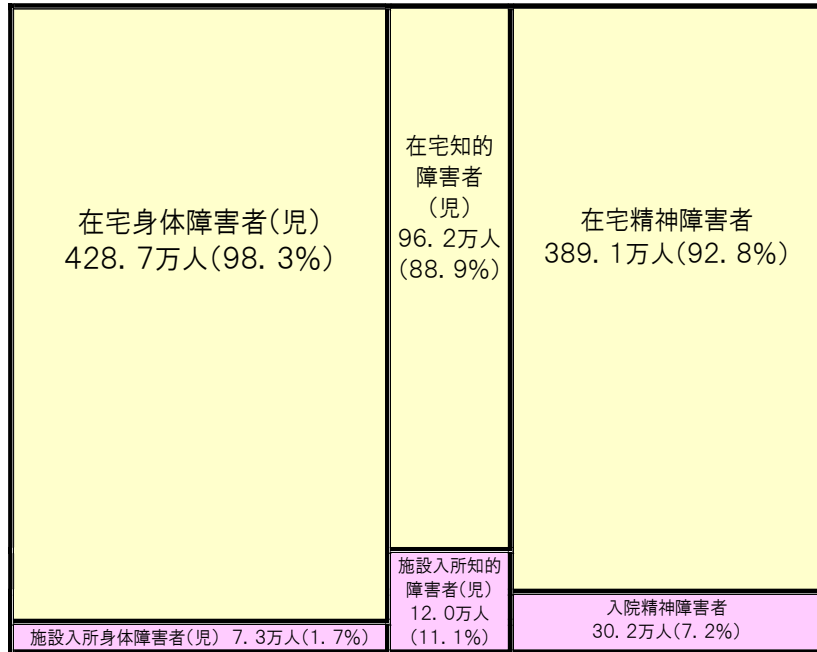 在宅身体障害者(児)
428．7万人(98．3%)
在宅知的
障害者
(児)
96．2万人
(88．9%)
在宅精神障害者
389．1万人(92．8%)
施設入所身体障害者(児) 7．3万人(1．7%)
施設入所知的
障害者(児)
12．0万人
(11．1%)
入院精神障害者
30．2万人(7．2%)